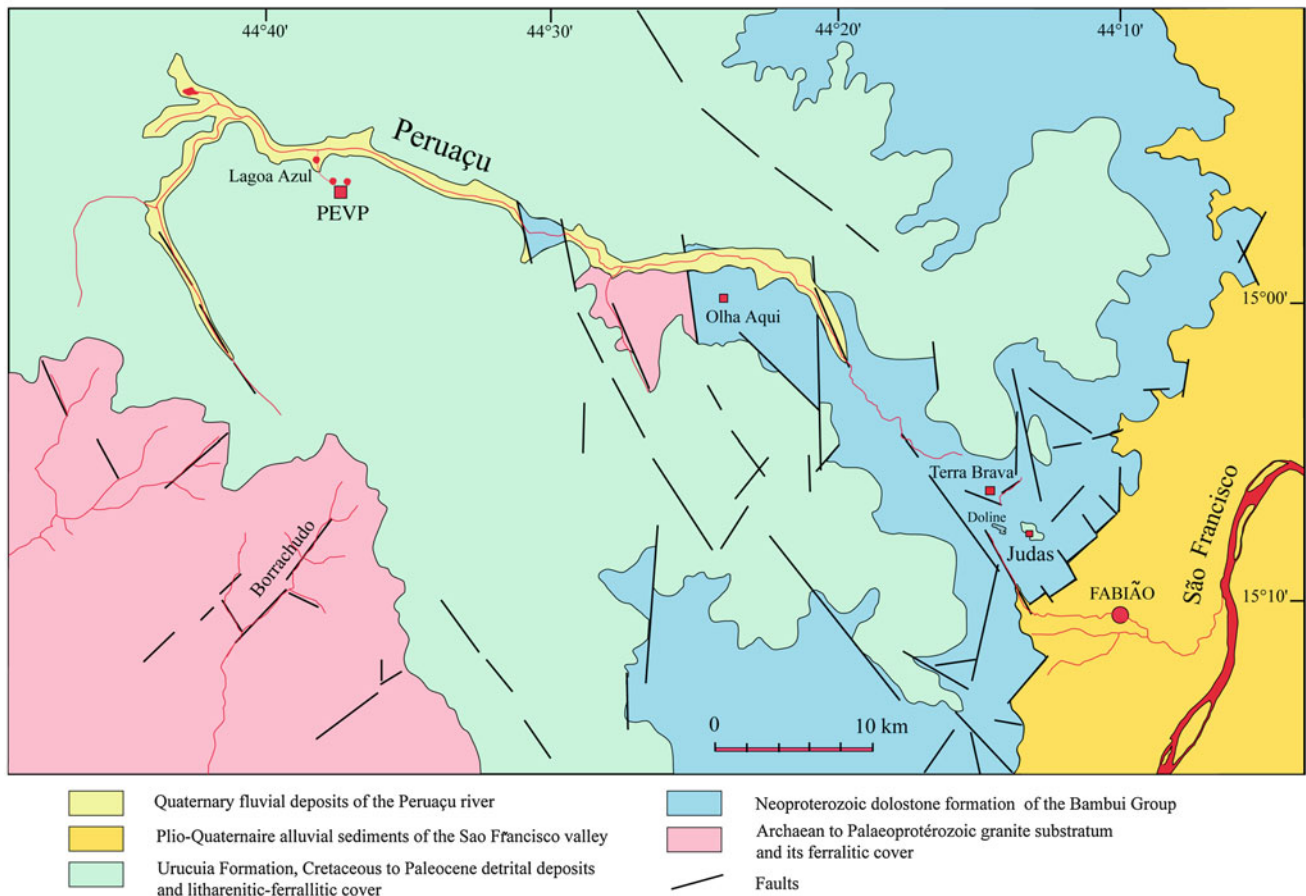 44°40'
44°30'
44°20'
44°10'
Peruaçu
Lagoa Azul
PEVP
15°00'
Olha Aqui
Terra Brava
Doline
Judas
São Francisco
Borrachudo
FABIÃO
15°10'
0 10 km
Quaternary fluvial deposits of the Peruaçu river
Plio-Quaternaire alluvial sediments of the Sao Francisco valley
Urucuia Formation, Cretaceous to Paleocene detrital deposits
and litharenitic-ferrallitic cover
Neoproterozoic dolostone formation of the Bambui Group
Archaean to Palaeoprotérozoic granite substratum
and its ferralitic cover
Faults